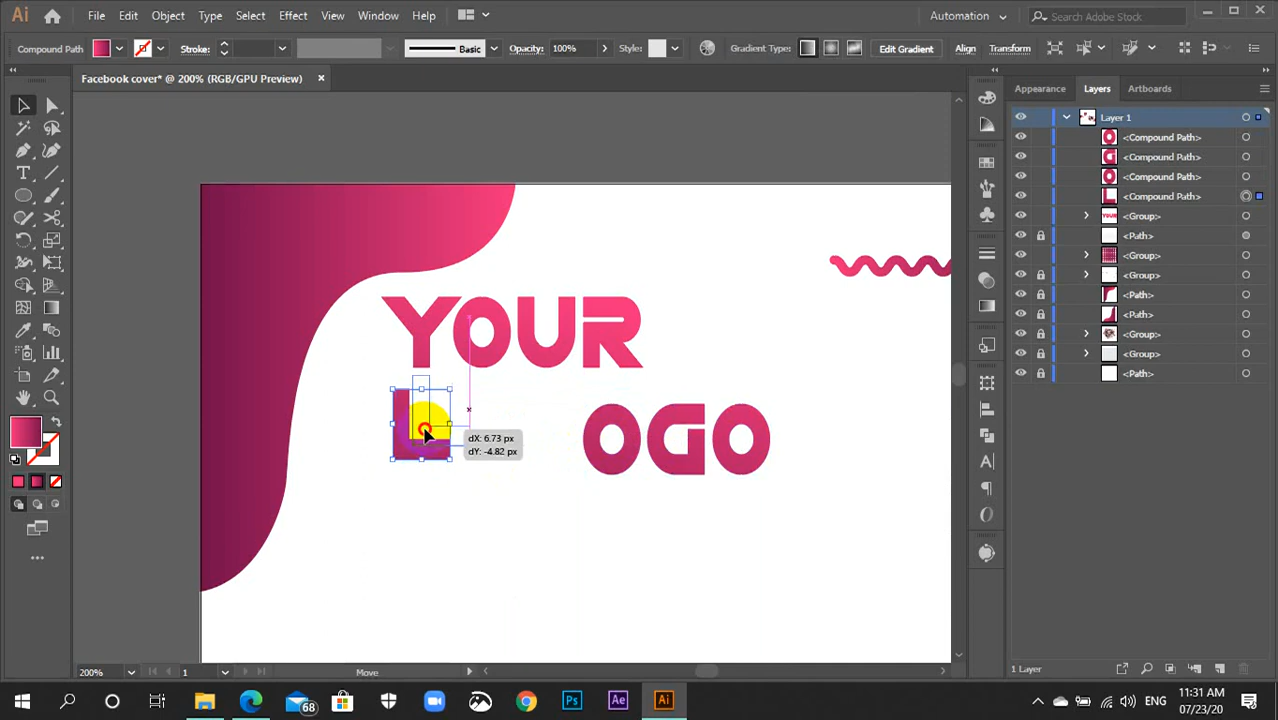 Ai File Edit Object Type Select Effect View Window Help Automation Search Adobe Stock
Compound Path Stroke: Basic Opacity: 100% Style: Gradient Type: Edit Gradient Align Transform
Facebook cover* @ 200% (RGB/GPU Preview)
Appearance Layers Artboards
Layer 1
<Compound Path>
<Compound Path>
<Compound Path>
<Compound Path>
<Group>
<Path>
<Group>
<Group>
<Path>
<Path>
<Group>
<Group>
<Path>
YOUR
L OGO
dX: 6.73 px
dY: -4.82 px
200% 1 Move
1 Layer
68 Ps Ae Ai ENG
11:31 AM
07/23/20